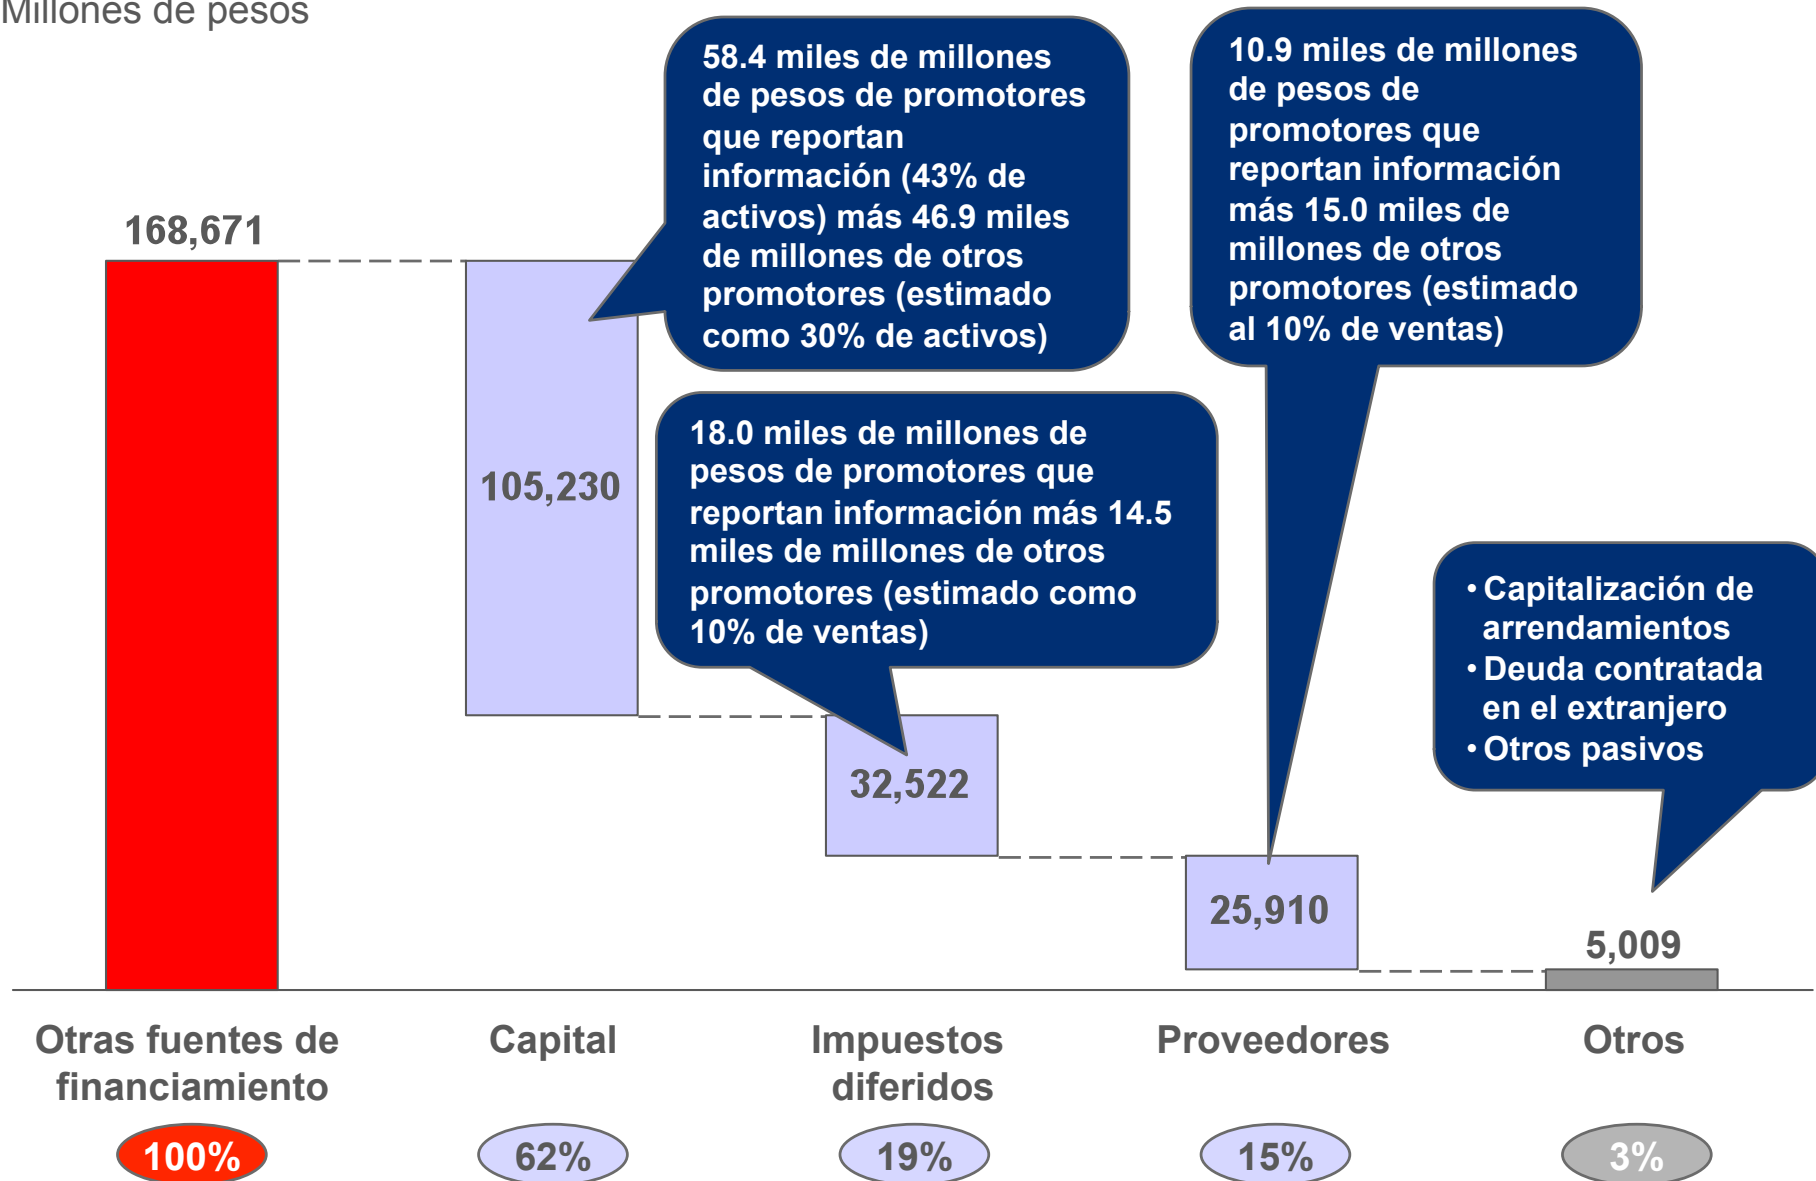 Millones de pesos
58.4 miles de millones
de pesos de promotores
que reportan
información (43% de
activos) más 46.9 miles
de millones de otros
promotores (estimado
como 30% de activos)
10.9 miles de millones
de pesos de
promotores que
reportan información
más 15.0 miles de
millones de otros
promotores (estimado
al 10% de ventas)
168,671
105,230
18.0 miles de millones de
pesos de promotores que
reportan información más 14.5
miles de millones de otros
promotores (estimado como
10% de ventas)
• Capitalización de
arrendamientos
• Deuda contratada
en el extranjero
• Otros pasivos
32,522
25,910
5,009
Otras fuentes de
financiamiento
Capital
Impuestos
diferidos
Proveedores
Otros
100%
62%
19%
15%
3%